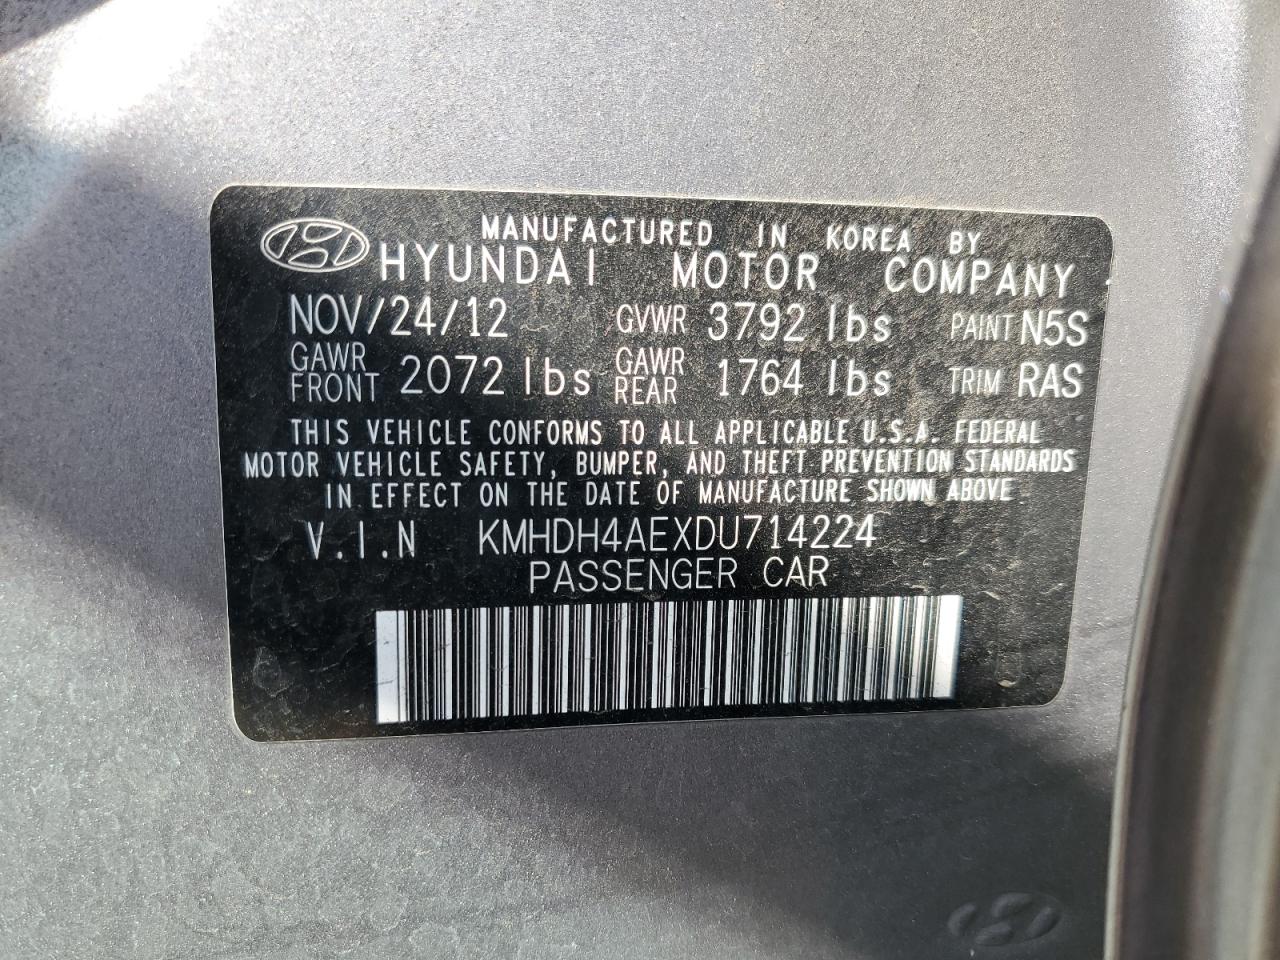 MANUFACTURED IN KOREA BY
HYUNDAI MOTOR COMPANY
NOV/24/12 GVWR 3792 lbs PAINT N5S
GAWR FRONT 2072 lbs GAWR REAR 1764 lbs TRIM RAS
THIS VEHICLE CONFORMS TO ALL APPLICABLE U.S.A. FEDERAL
MOTOR VEHICLE SAFETY, BUMPER, AND THEFT PREVENTION STANDARDS
IN EFFECT ON THE DATE OF MANUFACTURE SHOWN ABOVE
V.I.N KMHDH4AEXDU714224
PASSENGER CAR